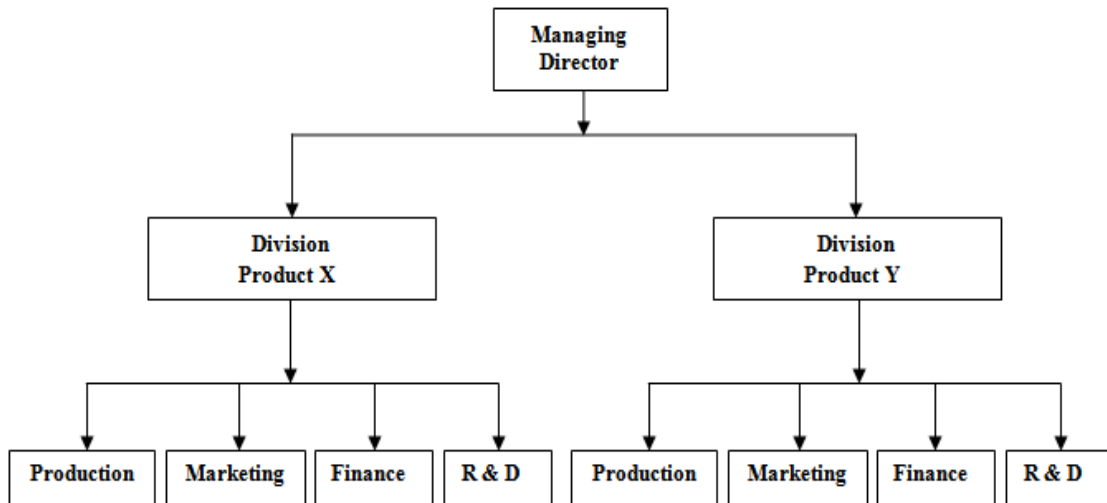 Managing
Director
Division
Product X
Division
Product Y
Production
Marketing
Finance
R & D
Production
Marketing
Finance
R & D